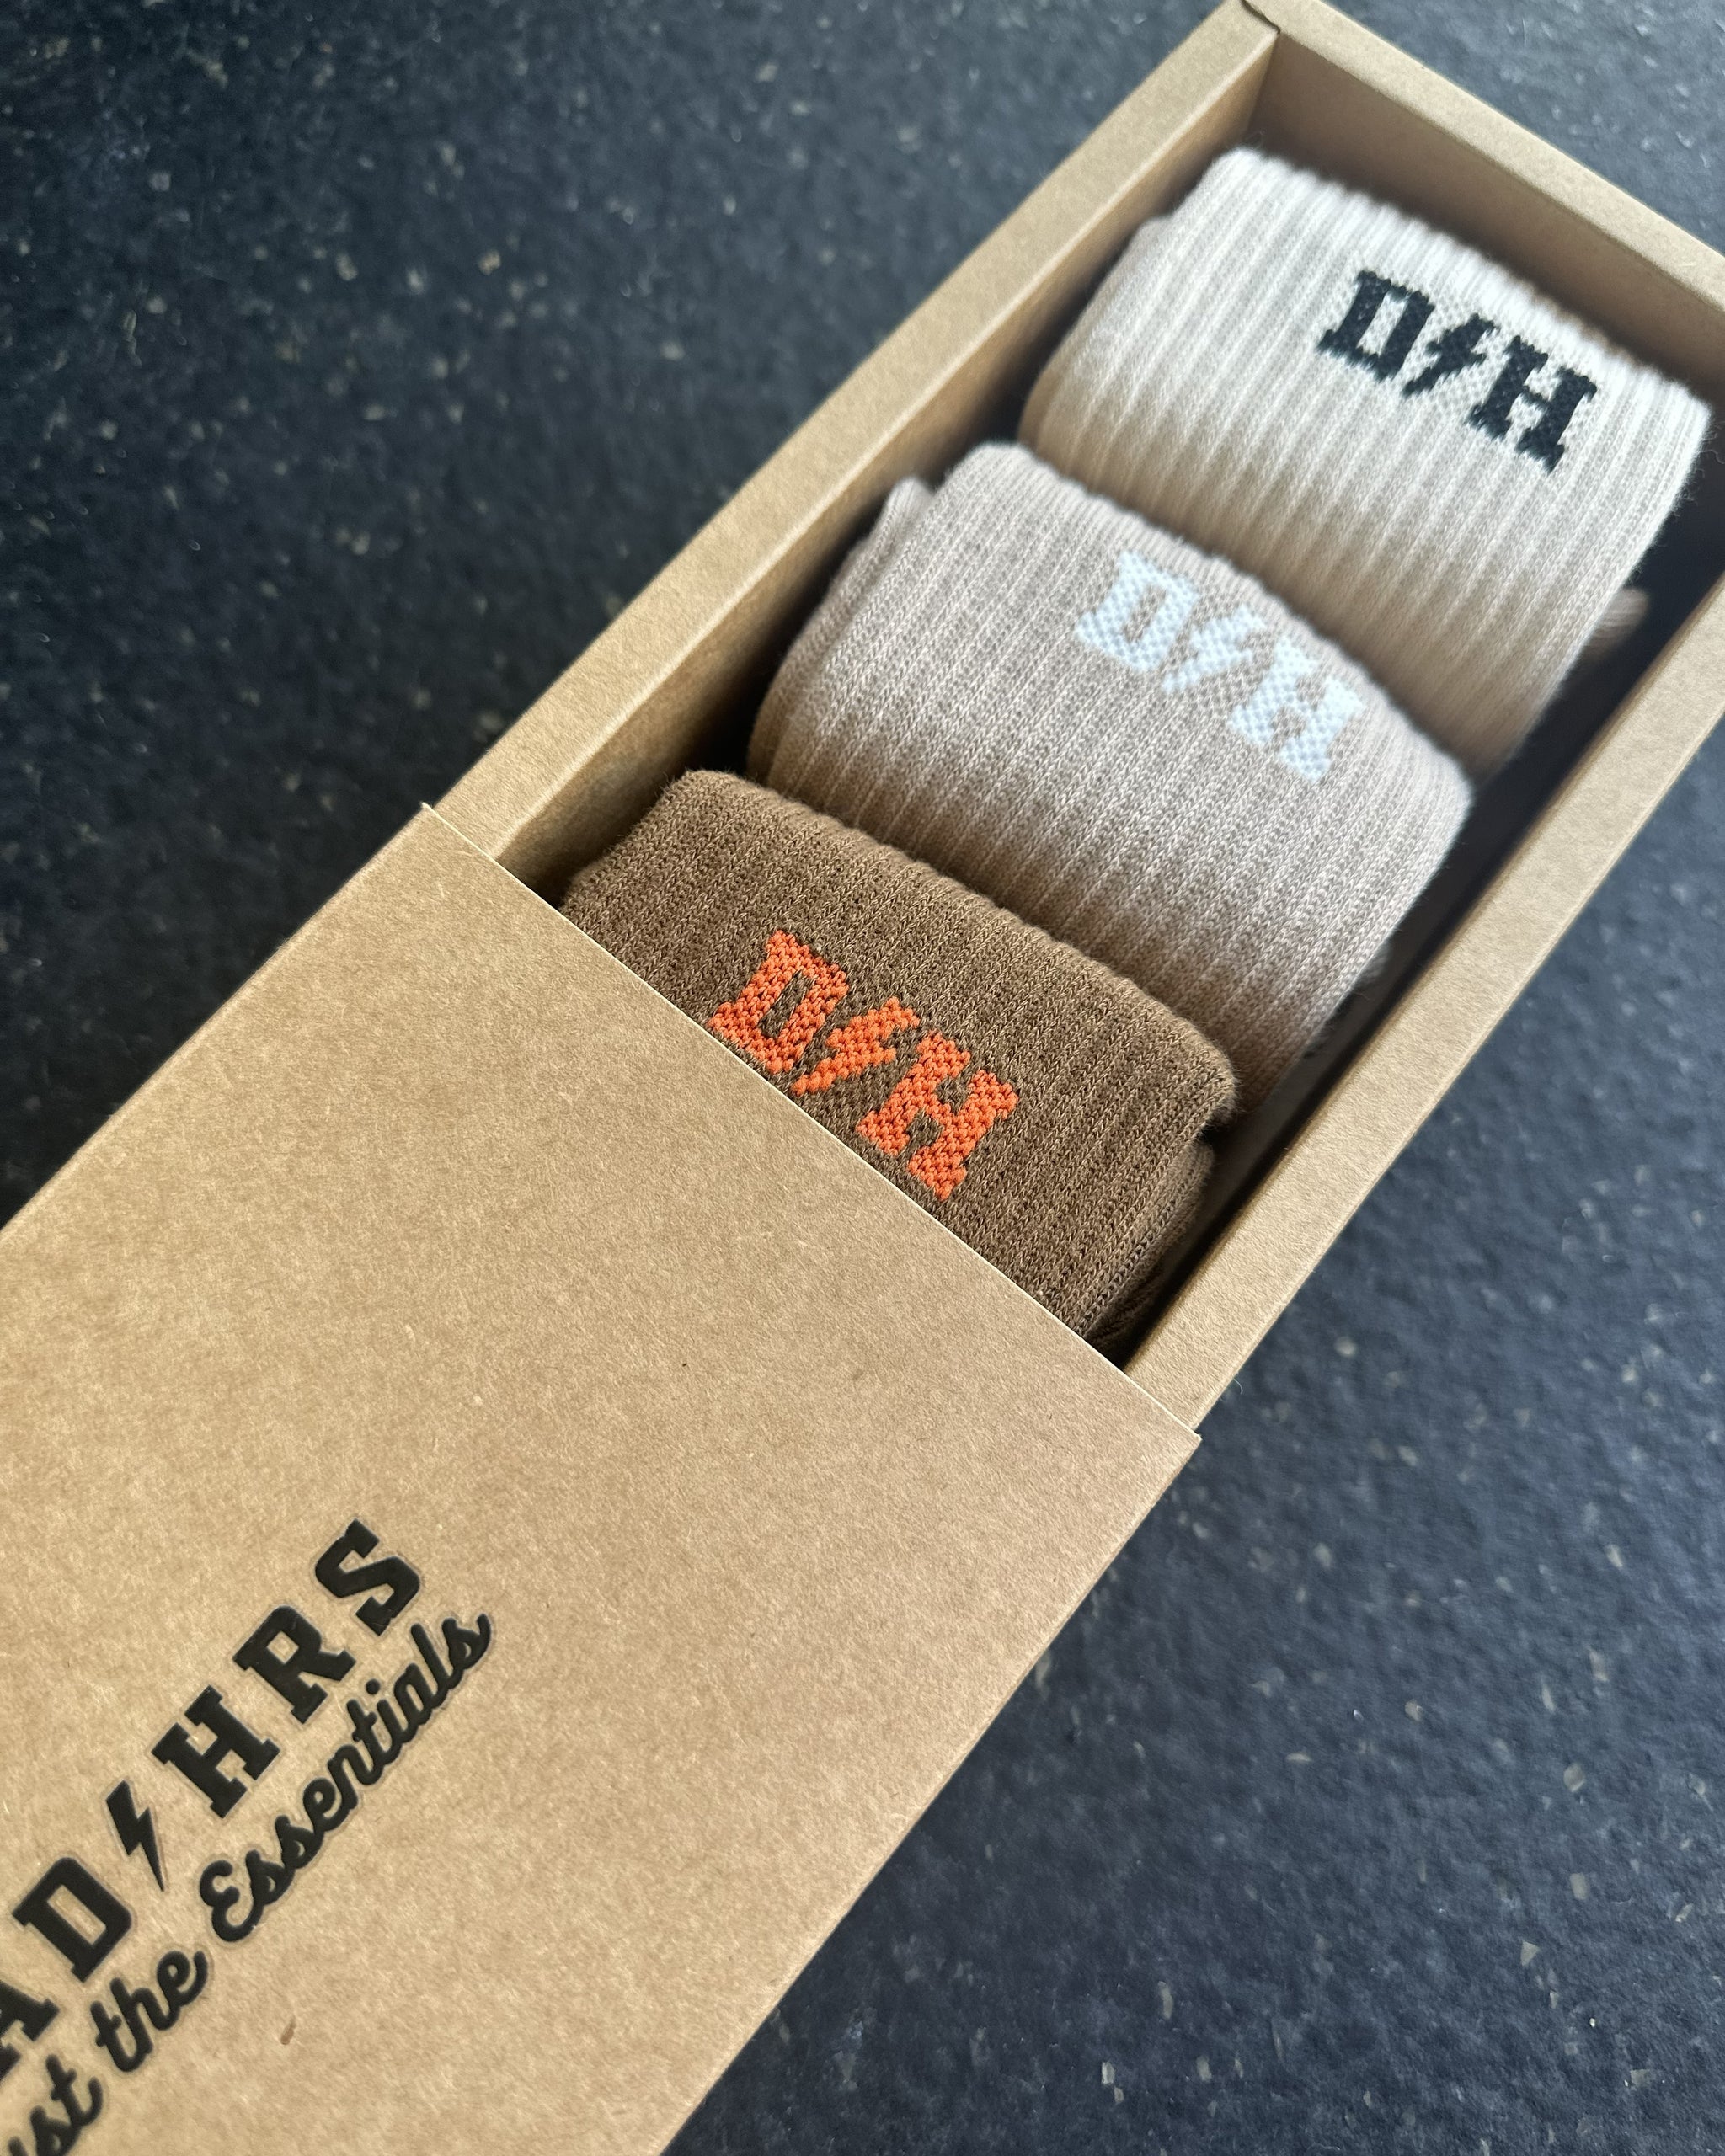 D⚡H
D⚡H
D⚡H
AD⚡HRS
ust the Essentials